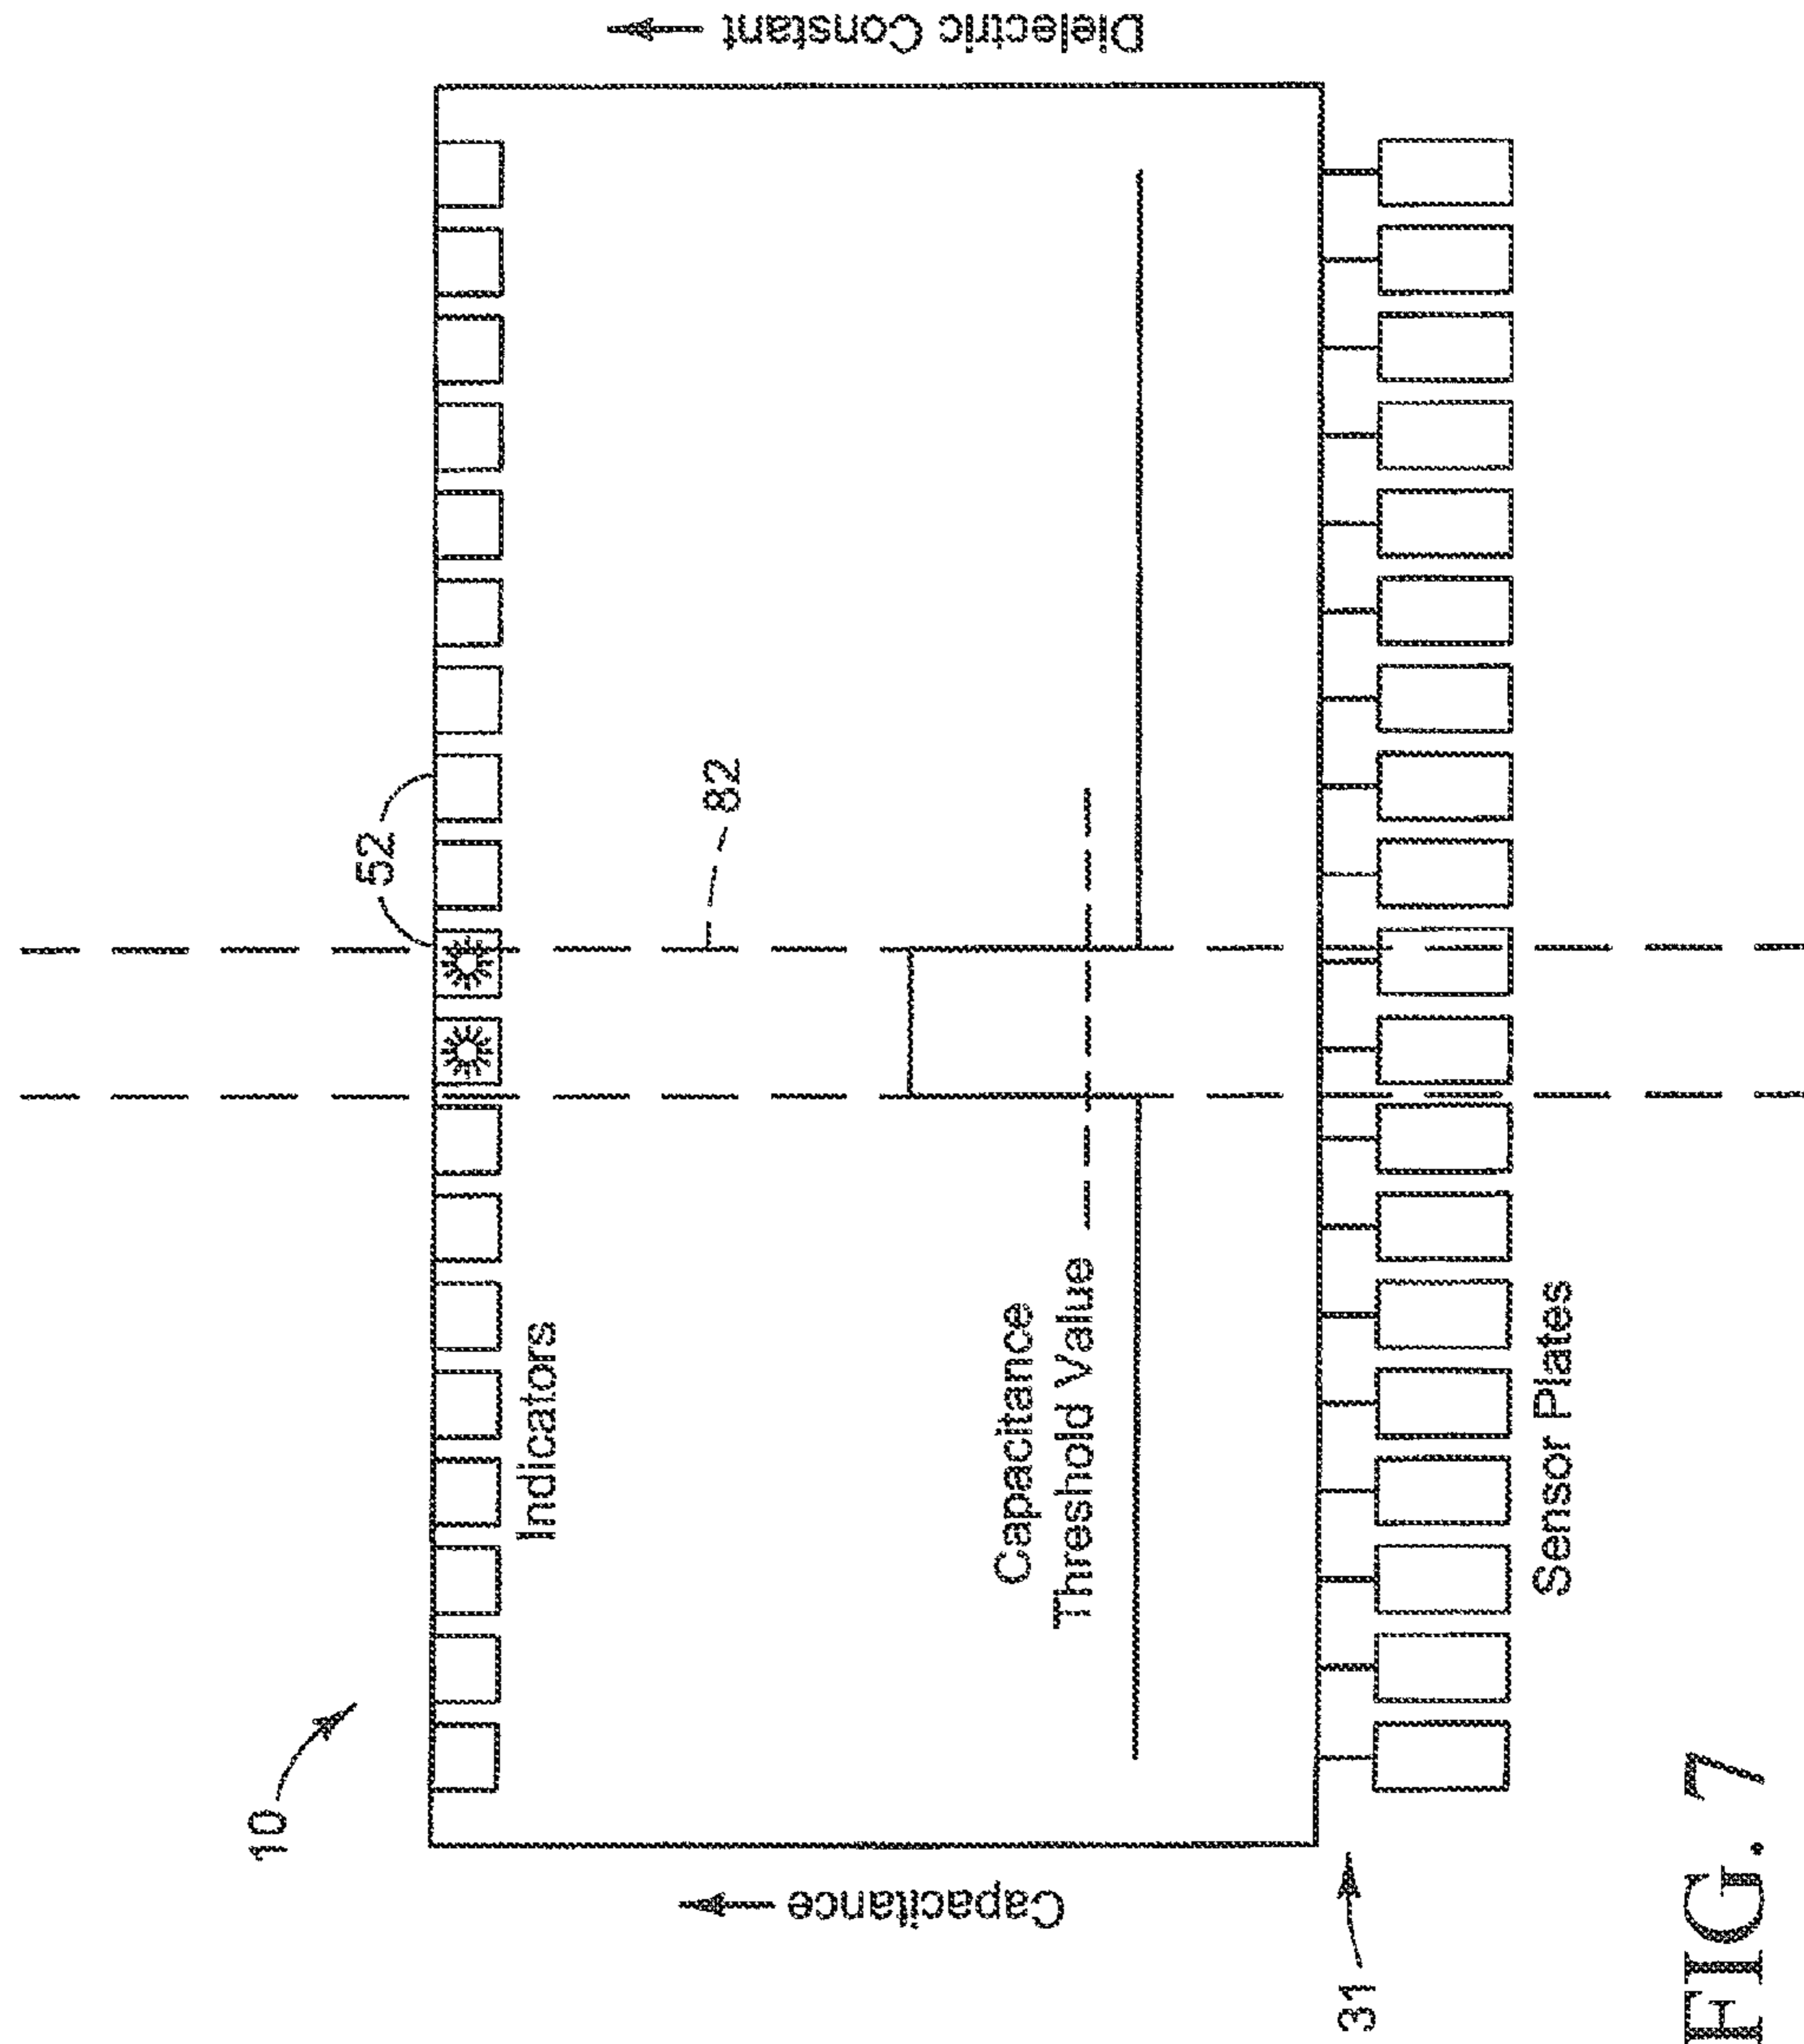 10
52
82
Indicators
Capacitance
Threshold Value
Capacitance
Dielectric Constant
31
Sensor Plates
FIG. 7